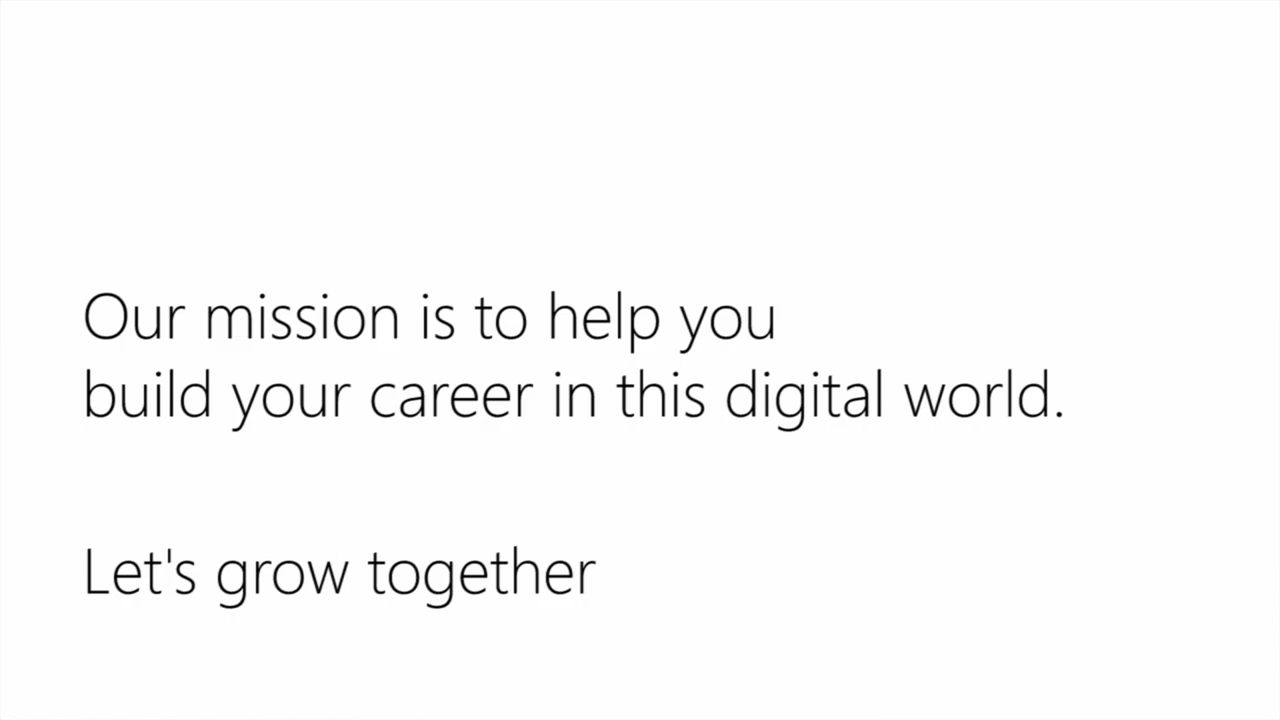 Our mission is to help you
build your career in this digital world.
Let's grow together